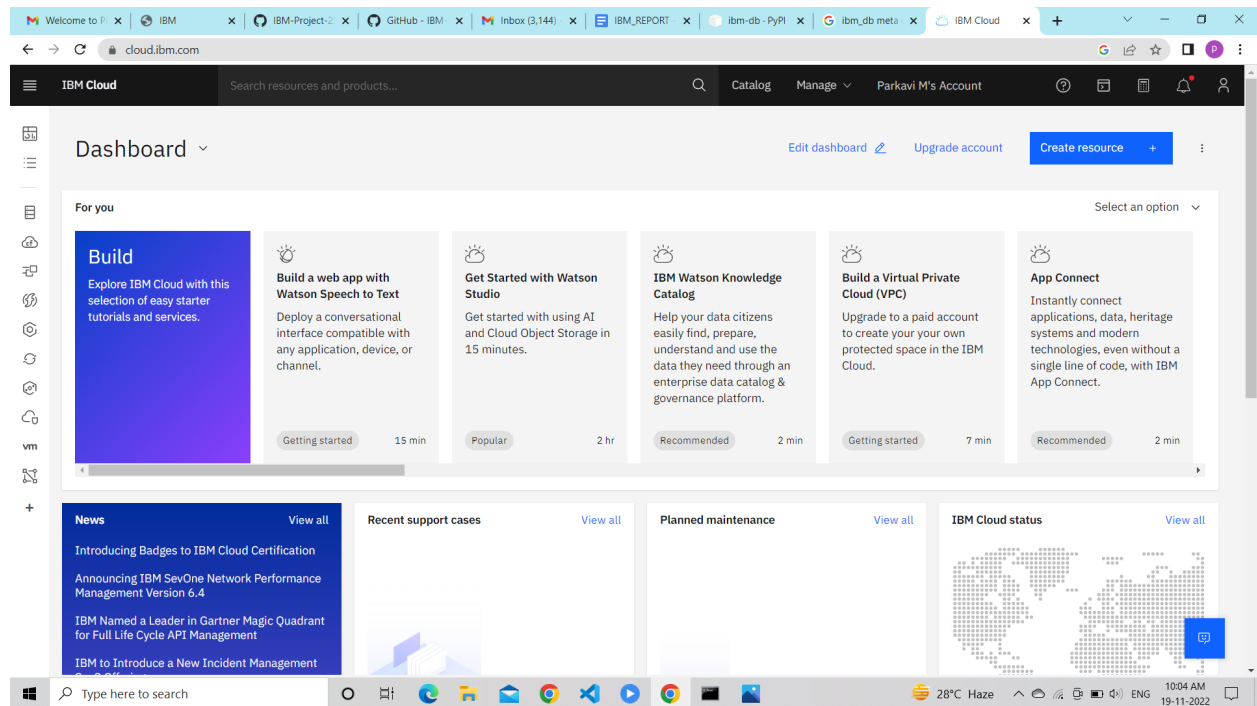 Welcome to P
IBM
IBM-Project-2
GitHub - IBM-
Inbox (3,144) -
IBM_REPORT -
ibm-db · PyPI
ibm_db meta -
IBM Cloud
cloud.ibm.com
P
IBM Cloud
Search resources and products...
Catalog
Manage
Parkavi M's Account
Dashboard
Edit dashboard
Upgrade account
Create resource +
For you
Select an option
Build
Explore IBM Cloud with this
selection of easy starter
tutorials and services.
Build a web app with
Watson Speech to Text
Deploy a conversational
interface compatible with
any application, device, or
channel.
Getting started
15 min
Get Started with Watson
Studio
Get started with using AI
and Cloud Object Storage in
15 minutes.
Popular
2 hr
IBM Watson Knowledge
Catalog
Help your data citizens
easily find, prepare,
understand and use the
data they need through an
enterprise data catalog &
governance platform.
Recommended
2 min
Build a Virtual Private
Cloud (VPC)
Upgrade to a paid account
to create your your own
protected space in the IBM
Cloud.
Getting started
7 min
App Connect
Instantly connect
applications, data, heritage
systems and modern
technologies, even without a
single line of code, with IBM
App Connect.
Recommended
2 min
vm
News
View all
Introducing Badges to IBM Cloud Certification
Announcing IBM SevOne Network Performance
Management Version 6.4
IBM Named a Leader in Gartner Magic Quadrant
for Full Life Cycle API Management
IBM to Introduce a New Incident Management
Recent support cases
View all
Planned maintenance
View all
IBM Cloud status
View all
Type here to search
28°C Haze
ENG
10:04 AM
19-11-2022